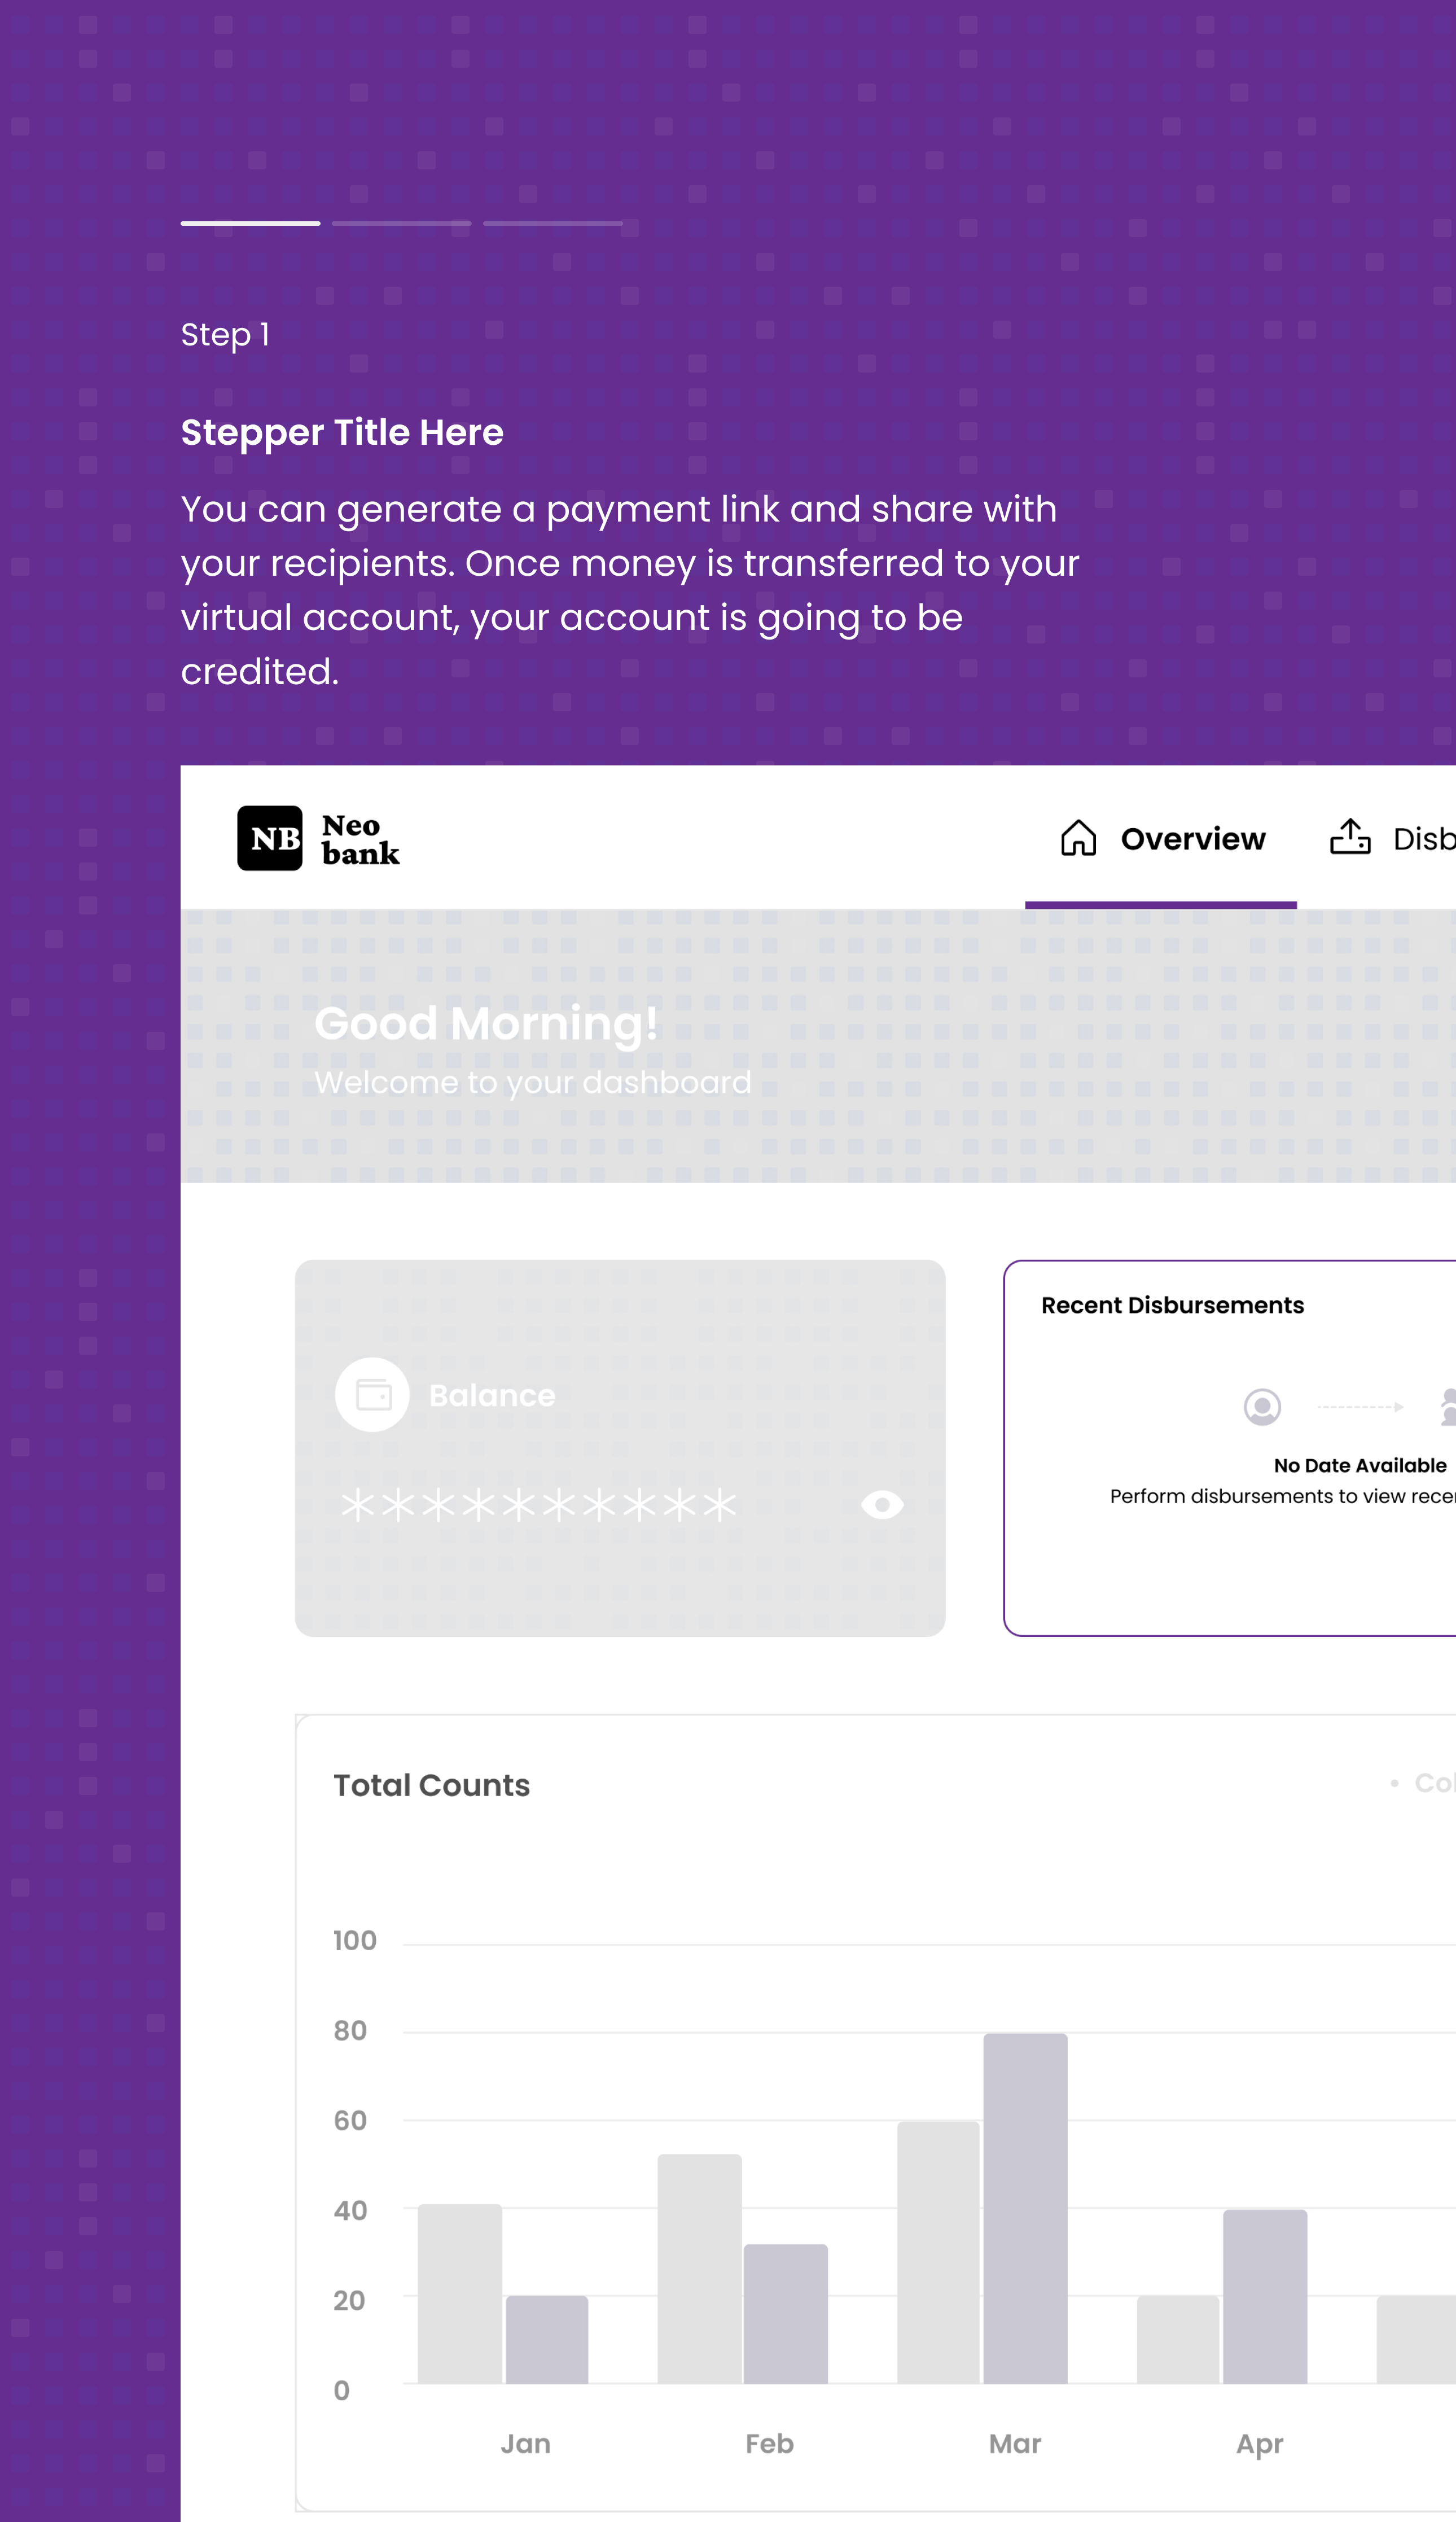 Step 1
Stepper Title Here
You can generate a payment link and share with
your recipients. Once money is transferred to your
virtual account, your account is going to be
credited.
NB
Neo
bank
Overview
Good Morning!
Welcome to your dashboard
Balance
**********
Recent Disbursements
No Date Available
Perform disbursements to view
Total Counts
100
80
60
40
20
0
Jan
Feb
Mar
Apr